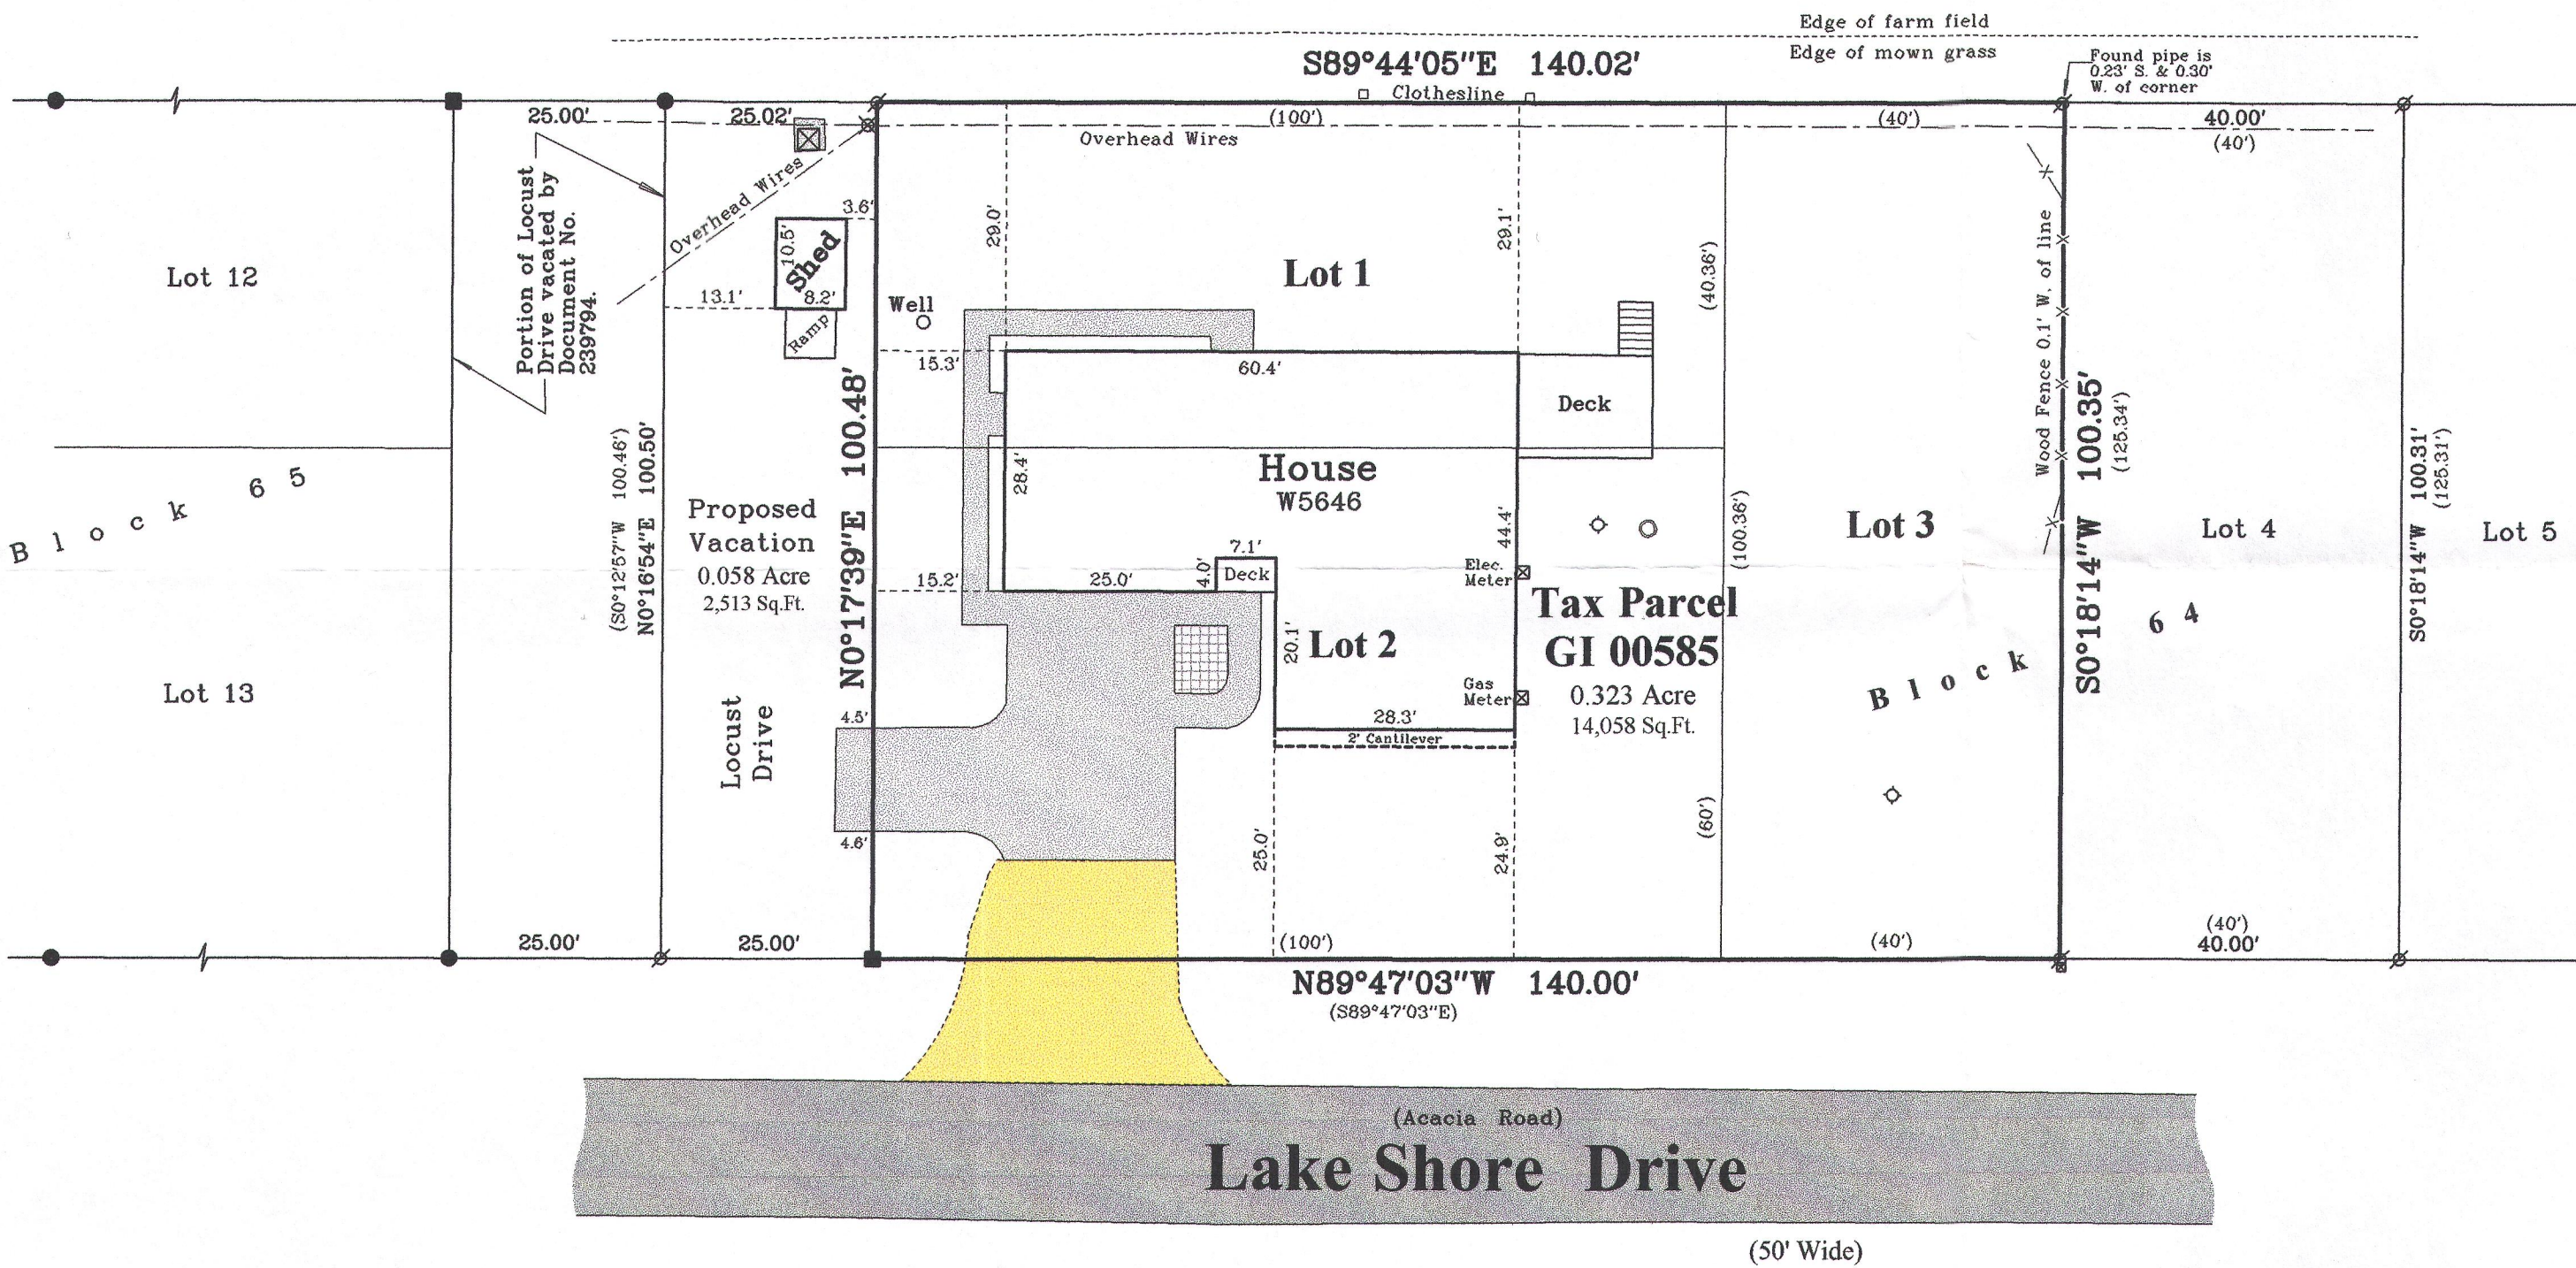 Edge of farm field
Edge of mown grass
S89°44'05"E 140.02'
Clothesline
Found pipe is
0.23' S. & 0.30'
W. of corner
25.00'
25.02'
(100')
(40')
40.00'
(40')
Overhead Wires
Overhead Wires
Portion of Locust
Drive vacated by
Document No.
239794.
3.6'
10.5'
Shed
8.2'
13.1'
Ramp
Well
29.0'
29.1'
Lot 1
(40.36')
Wood Fence 0.1' W. of line
Lot 12
15.3'
60.4'
Deck
N0°17'39"E 100.48'
(S0°12'57"W 100.46')
N0°16'54"E 100.50'
S0°18'14"W 100.35'
(125.34')
S0°18'14"W 100.31'
(125.31')
Block 65
Proposed
Vacation
0.058 Acre
2,513 Sq.Ft.
28.4'
House
W5646
44.4'
(100.36')
Lot 3
Lot 4
Lot 5
7.1'
4.0'
Deck
25.0'
15.2'
Elec.
Meter
Tax Parcel
GI 00585
0.323 Acre
14,058 Sq.Ft.
20.1'
Lot 2
Gas
Meter
28.3'
2' Cantilever
Block 64
Lot 13
Locust
Drive
4.5'
4.6'
25.0'
24.9'
(60')
25.00'
25.00'
(100')
(40')
(40')
40.00'
N89°47'03"W 140.00'
(S89°47'03"E)
(Acacia Road)
Lake Shore Drive
(50' Wide)